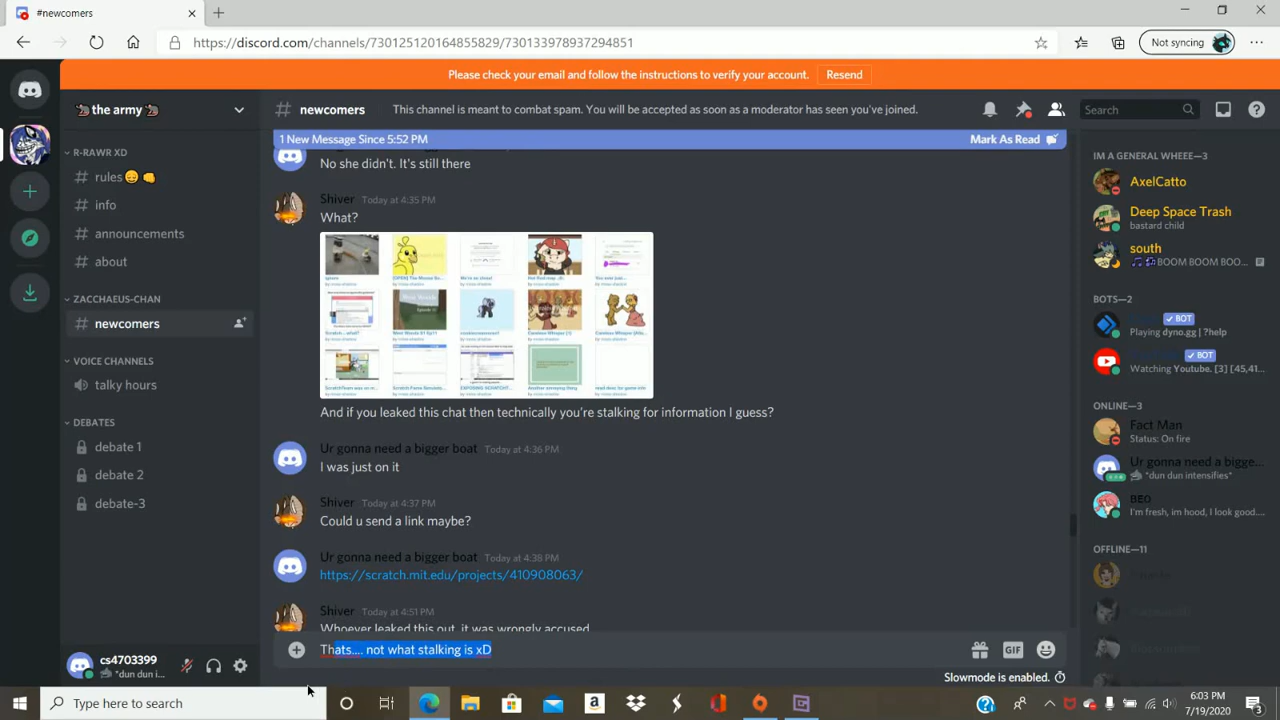 #newcomers
https://discord.com/channels/730125120164855829/730133978937294851
Not syncing
Please check your email and follow the instructions to verify your account.
Resend
the army
newcomers
This channel is meant to combat spam. You will be accepted as soon as a moderator has seen you've joined.
Search
1 New Message Since 5:52 PM
Mark As Read
R-RAWR XD
rules
info
announcements
about
ZACCHAEUS-CHAN
newcomers
VOICE CHANNELS
talky hours
DEBATES
debate 1
debate 2
debate-3
cs4703399
*dun dun i...
No she didn't. It's still there
Shiver Today at 4:35 PM
What?
And if you leaked this chat then technically you're stalking for information I guess?
Ur gonna need a bigger boat Today at 4:36 PM
I was just on it
Shiver Today at 4:37 PM
Could u send a link maybe?
Ur gonna need a bigger boat Today at 4:38 PM
https://scratch.mit.edu/projects/410908063/
Shiver Today at 4:51 PM
Whoever leaked this out, it was wrongly accused
Thats.... not what stalking is xD
GIF
Slowmode is enabled.
IM A GENERAL WHEEE—3
AxelCatto
Deep Space Trash
bastard child
south
BOOM BOOM BOO...
BOTS—2
BOT
Playing dyno.gg | ?help
BOT
Watching [3] [45,41...
ONLINE—3
Fact Man
Status: On fire
Ur gonna need a bigge...
*dun dun intensifies*
BEO
I'm fresh, im hood, I look good....
OFFLINE—11
Type here to search
6:03 PM
7/19/2020